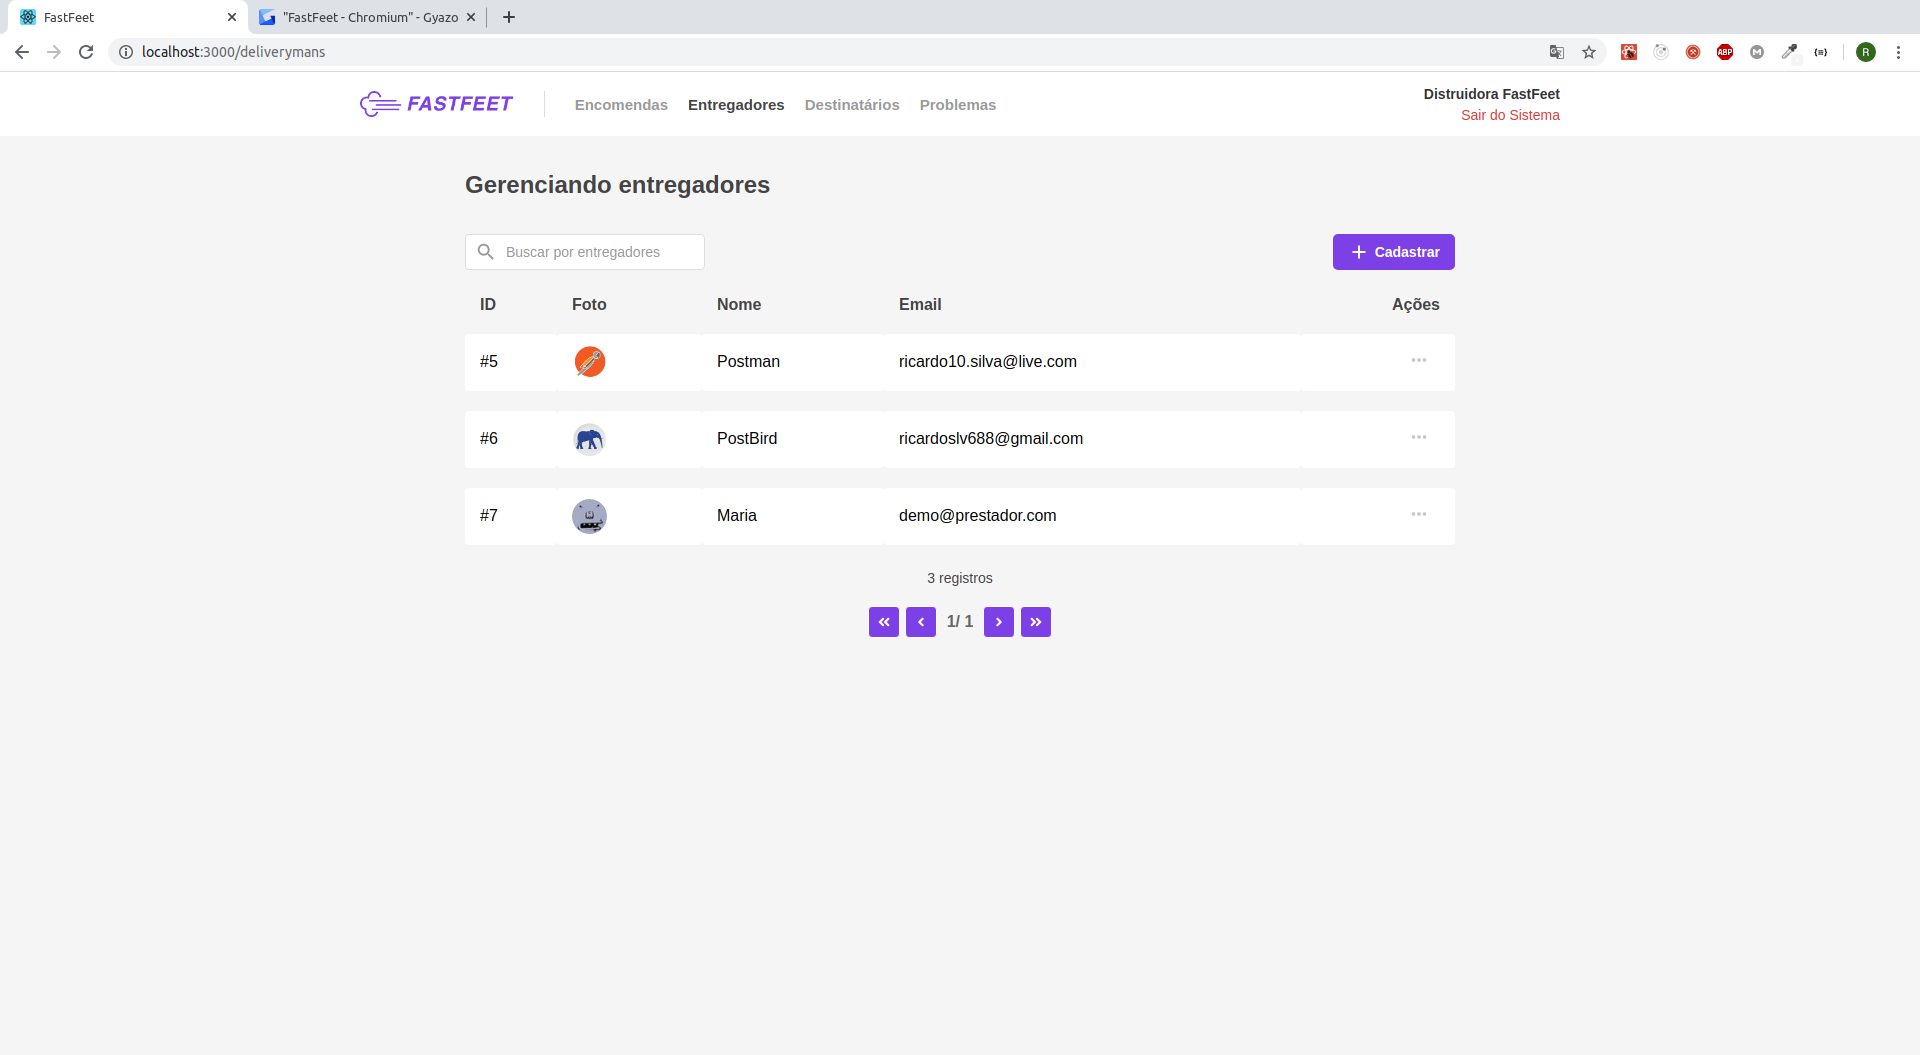 FastFeet
"FastFeet - Chromium" - Gyazo
localhost:3000/deliverymans
ABP
M
R
FASTFEET
Encomendas
Entregadores
Destinatários
Problemas
Distruidora FastFeet
Sair do Sistema
Gerenciando entregadores
Buscar por entregadores
Cadastrar
ID Foto Nome Email Ações
#5 Postman ricardo10.silva@live.com
#6 PostBird ricardoslv688@gmail.com
#7 Maria demo@prestador.com
3 registros
1/ 1